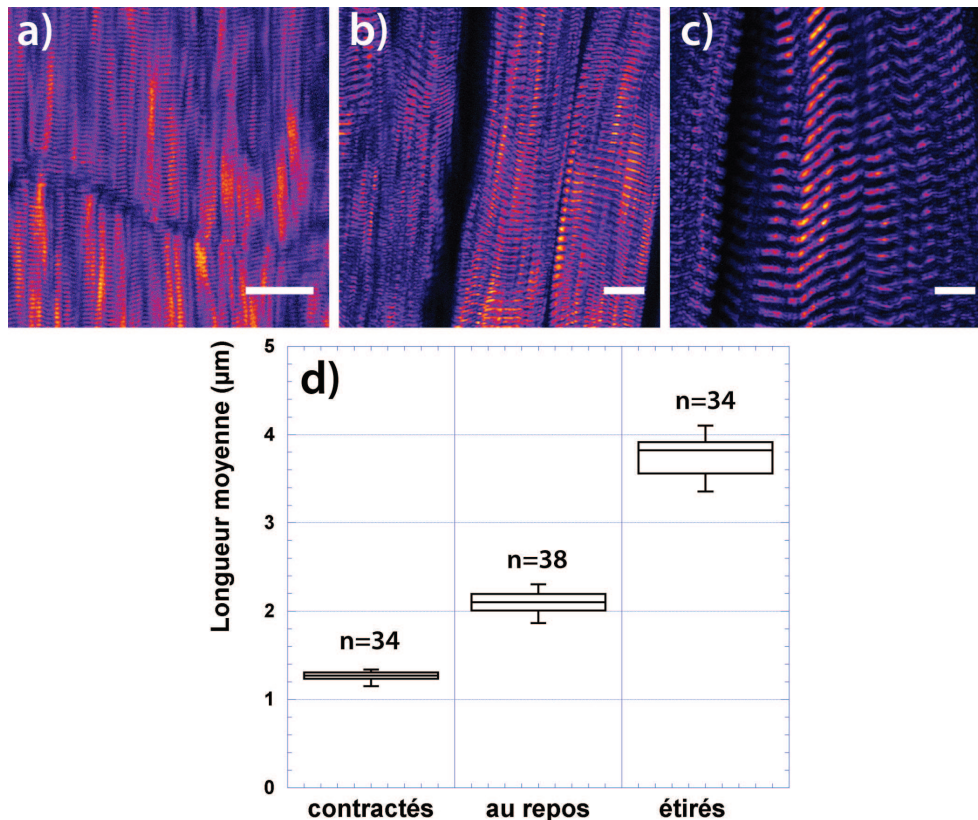 a) b) c)
d)
Longueur moyenne (µm)
5
4
3
2
1
0
n=34
n=38
n=34
contractés au repos étirés